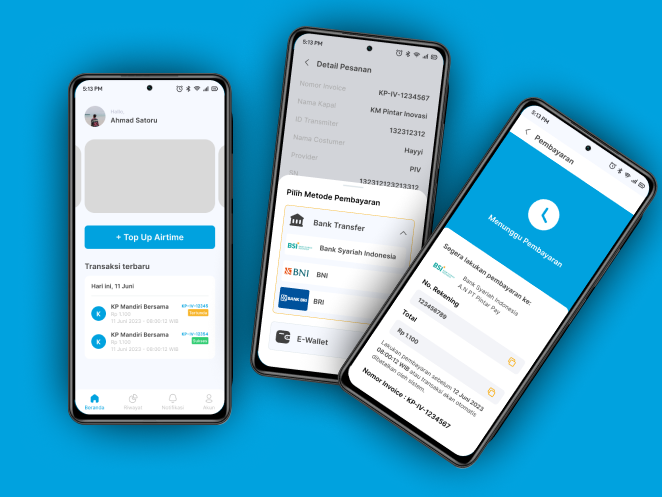 5:13 PM
Hallo,
Ahmad Satoru
+ Top Up Airtime
Transaksi terbaru
Hari ini, 11 Juni
K
KP Mandiri Bersama
KP-IV-12345
Rp 1.100
11 Juni 2023 - 08:00:12 WIB
K
KP Mandiri Bersama
KP-IV-12354
Rp 1.100
Sukses
11 Juni 2023 - 08:00:12 WIB
Beranda
Riwayat
Notifikasi
Akun
5:13 PM
Detail Pesanan
Nomor Invoice
KP-IV-1234567
Nama Kapal
KM Pintar Inovasi
ID Transmiter
132312312
Nama Costumer
Hayyi
Provider
PIV
SN
132312123213312
Pilih Metode Pembayaran
Bank Transfer
BSI
Bank Syariah Indonesia
BNI
BNI
BANK BRI
BRI
E-Wallet
5:13 PM
Pembayaran
Menunggu Pembayaran
Segera lakukan pembayaran ke:
BSI
Bank Syariah Indonesia
A.N PT. Pintar Pay
No. Rekening
123456789
Total
Rp 1.100
Lakukan pembayaran sebelum 12 Juni 2023
08:00:12 WIB atau transaksi akan otomatis
dibatalkan oleh sistem.
Nomor Invoice : KP-IV-1234567